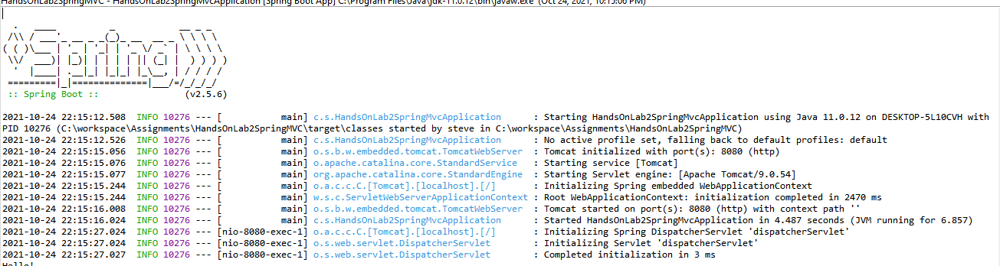 HandsOnLab2SpringMVC - HandsOnLab2SpringMvcApplication [Spring Boot App] C:\Program Files\Java\jdk-11.0.12\bin\javaw.exe (Oct 24, 2021, 10:15:06 PM)
  .   ____          _            __ _ _
 /\\ / ___'_ __ _ _(_)_ __  __ _ \ \ \ \
( ( )\___ | '_ | '_| | '_ \/ _` | \ \ \ \
 \\/  ___)| |_)| | | | | || (_| |  ) ) ) )
  '  |____| .__|_| |_|_| |_\__, | / / / /
 =========|_|==============|___/=/_/_/_/
 :: Spring Boot ::                (v2.5.6)
2021-10-24 22:15:12.508  INFO 10276 --- [           main] c.s.HandsOnLab2SpringMvcApplication      : Starting HandsOnLab2SpringMvcApplication using Java 11.0.12 on DESKTOP-5L10CVH with
PID 10276 (C:\workspace\Assignments\HandsOnLab2SpringMVC\target\classes started by steve in C:\workspace\Assignments\HandsOnLab2SpringMVC)
2021-10-24 22:15:12.526  INFO 10276 --- [           main] c.s.HandsOnLab2SpringMvcApplication      : No active profile set, falling back to default profiles: default
2021-10-24 22:15:15.056  INFO 10276 --- [           main] o.s.b.w.embedded.tomcat.TomcatWebServer  : Tomcat initialized with port(s): 8080 (http)
2021-10-24 22:15:15.076  INFO 10276 --- [           main] o.apache.catalina.core.StandardService   : Starting service [Tomcat]
2021-10-24 22:15:15.077  INFO 10276 --- [           main] org.apache.catalina.core.StandardEngine  : Starting Servlet engine: [Apache Tomcat/9.0.54]
2021-10-24 22:15:15.244  INFO 10276 --- [           main] o.a.c.c.C.[Tomcat].[localhost].[/]       : Initializing Spring embedded WebApplicationContext
2021-10-24 22:15:15.244  INFO 10276 --- [           main] w.s.c.ServletWebServerApplicationContext : Root WebApplicationContext: initialization completed in 2470 ms
2021-10-24 22:15:16.008  INFO 10276 --- [           main] o.s.b.w.embedded.tomcat.TomcatWebServer  : Tomcat started on port(s): 8080 (http) with context path ''
2021-10-24 22:15:16.024  INFO 10276 --- [           main] c.s.HandsOnLab2SpringMvcApplication      : Started HandsOnLab2SpringMvcApplication in 4.487 seconds (JVM running for 6.857)
2021-10-24 22:15:27.024  INFO 10276 --- [nio-8080-exec-1] o.a.c.c.C.[Tomcat].[localhost].[/]       : Initializing Spring DispatcherServlet 'dispatcherServlet'
2021-10-24 22:15:27.024  INFO 10276 --- [nio-8080-exec-1] o.s.web.servlet.DispatcherServlet        : Initializing Servlet 'dispatcherServlet'
2021-10-24 22:15:27.027  INFO 10276 --- [nio-8080-exec-1] o.s.web.servlet.DispatcherServlet        : Completed initialization in 3 ms
Hello!